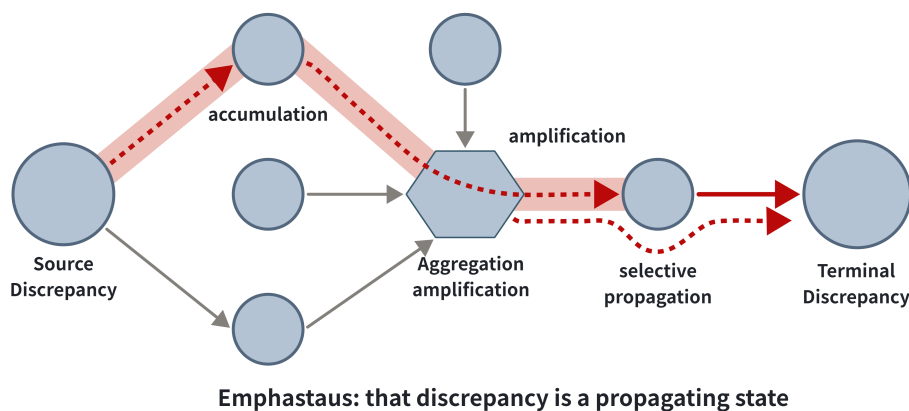 accumulation
amplification
Source
Discrepancy
Aggregation
amplification
selective
propagation
Terminal
Discrepancy
Emphastaus: that discrepancy is a propagating state